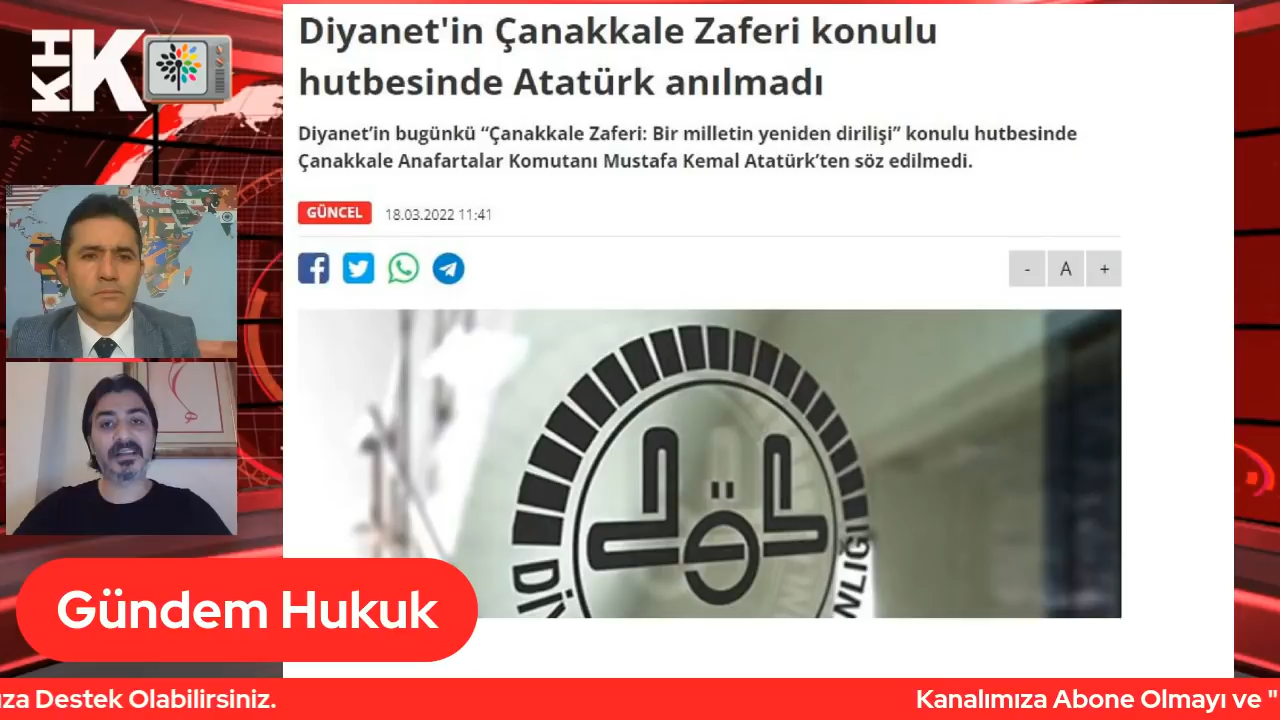 KHK
Diyanet'in Çanakkale Zaferi konulu
hutbesinde Atatürk anılmadı
Diyanet’in bugünkü “Çanakkale Zaferi: Bir milletin yeniden dirilişi” konulu hutbesinde
Çanakkale Anafartalar Komutanı Mustafa Kemal Atatürk’ten söz edilmedi.
GÜNCEL 18.03.2022 11:41
- A +
DİY
NLIĞI
Gündem Hukuk
ıza Destek Olabilirsiniz.
Kanalımıza Abone Olmayı ve "